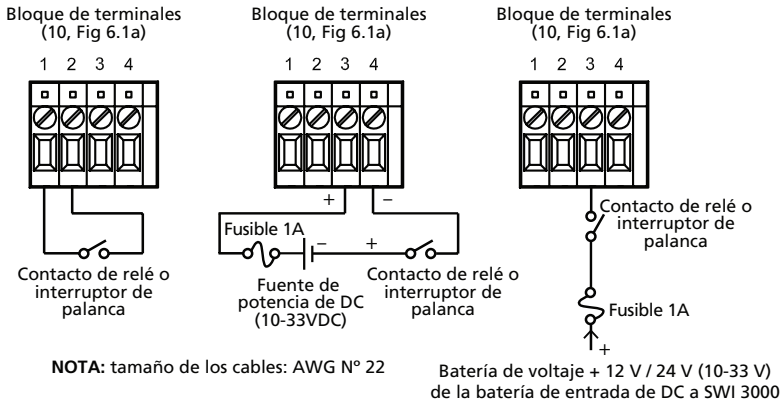 Bloque de terminales
(10, Fig 6.1a)
1 2 3 4
Contacto de relé o
interruptor de
palanca
Bloque de terminales
(10, Fig 6.1a)
1 2 3 4
+ –
Fusible 1A
– +
Fuente de
potencia de DC
(10-33VDC)
Contacto de relé o
interruptor de
palanca
Bloque de terminales
(10, Fig 6.1a)
1 2 3 4
Contacto de relé o
interruptor de
palanca
Fusible 1A
+
Batería de voltaje + 12 V / 24 V (10-33 V)
de la batería de entrada de DC a SWI 3000
NOTA: tamaño de los cables: AWG Nº 22